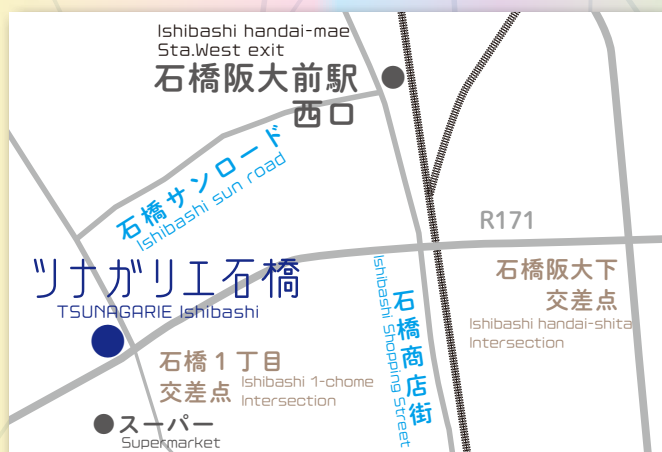 Ishibashi handai-mae
Sta.West exit
石橋阪大前駅
西口
石橋サンロード
Ishibashi sun road
R171
ツナガリエ石橋
TSUNAGARIE Ishibashi
石橋阪大下
交差点
Ishibashi handai-shita
Intersection
石橋商店街
Ishibashi Shopping Street
石橋1丁目
交差点
Ishibashi 1-chome
Intersection
スーパー
Supermarket